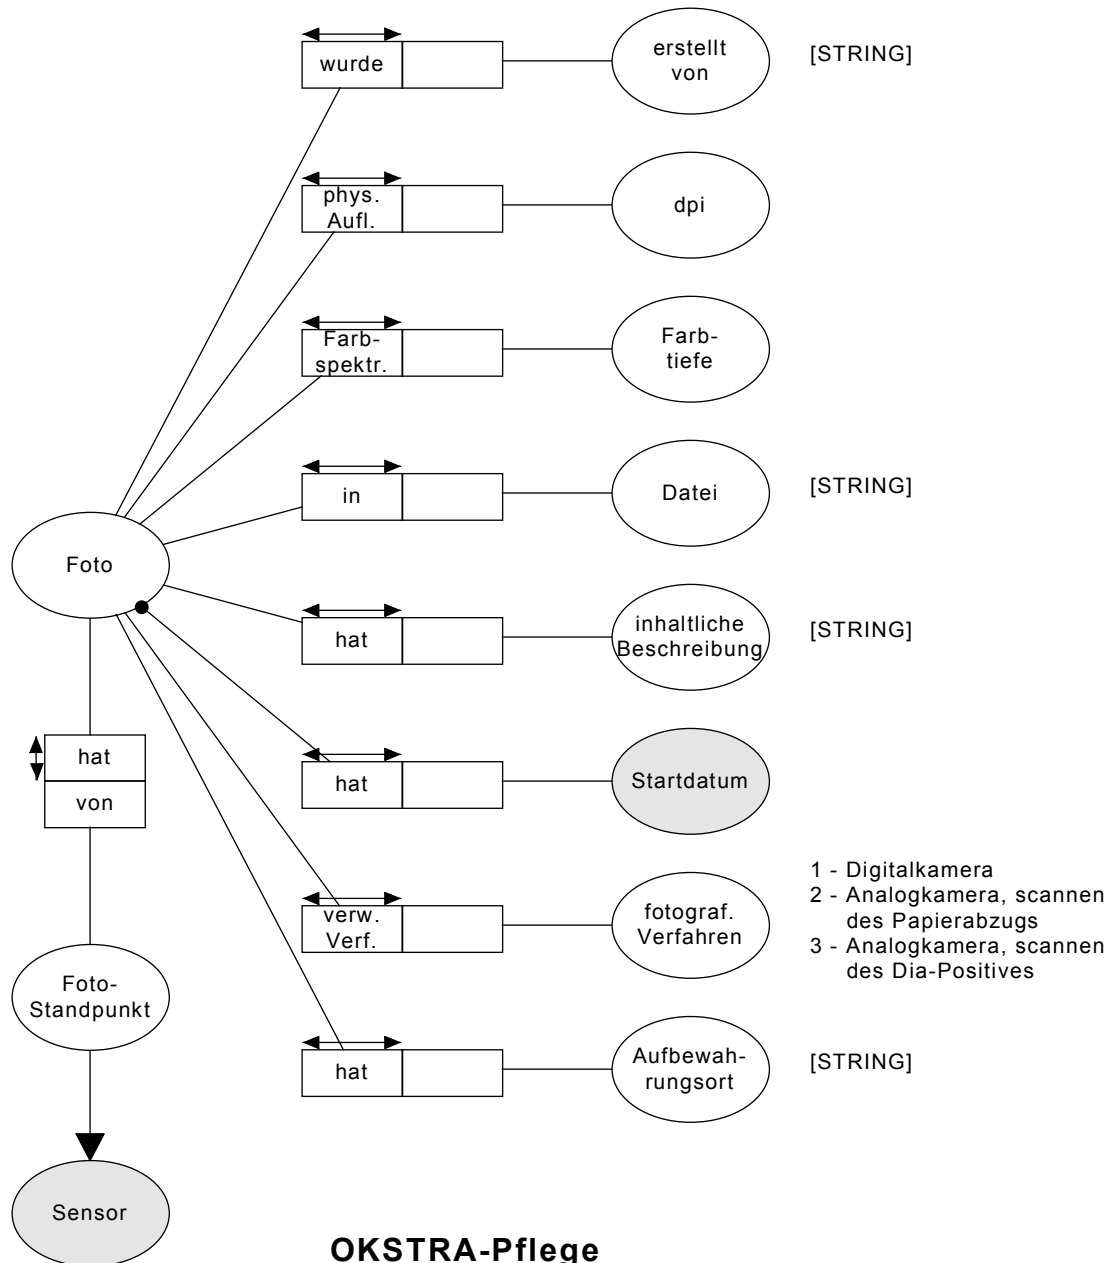 wurde
erstellt
von
[STRING]
phys.
Aufl.
dpi
Farb-
spektr.
Farb-
tiefe
in
Datei
[STRING]
Foto
hat
inhaltliche
Beschreibung
[STRING]
hat
von
hat
Startdatum
verw.
Verf.
fotograf.
Verfahren
1 - Digitalkamera
2 - Analogkamera, scannen
des Papierabzugs
3 - Analogkamera, scannen
des Dia-Positives
Foto-
Standpunkt
hat
Aufbewah-
rungsort
[STRING]
Sensor
OKSTRA-Pflege